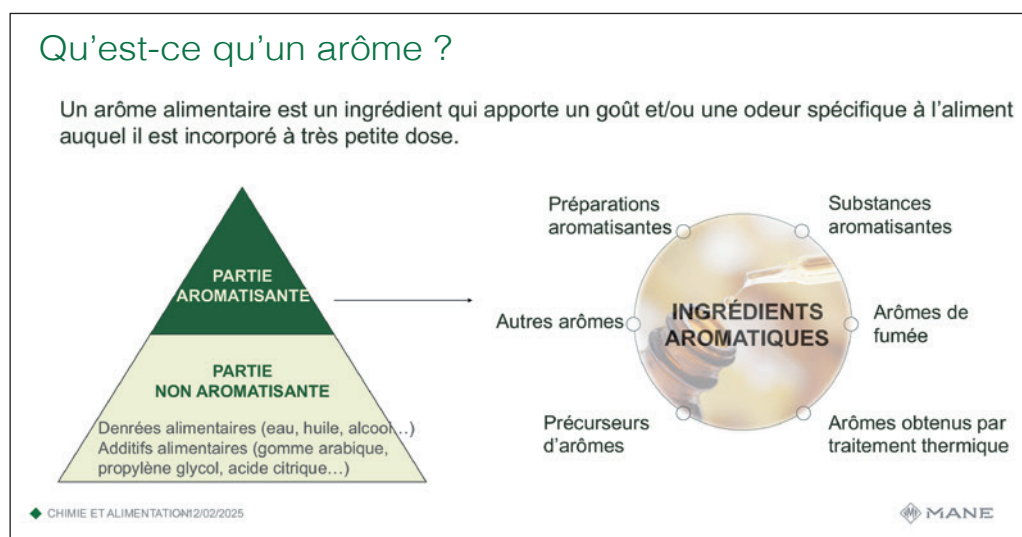 Qu’est-ce qu’un arôme ?
Un arôme alimentaire est un ingrédient qui apporte un goût et/ou une odeur spécifique à l’aliment
auquel il est incorporé à très petite dose.
PARTIE
AROMATISANTE
PARTIE
NON AROMATISANTE
Denrées alimentaires (eau, huile, alcool…)
Additifs alimentaires (gomme arabique,
propylène glycol, acide citrique…)
Préparations
aromatisantes
Substances
aromatisantes
Autres arômes
INGRÉDIENTS
AROMATIQUES
Arômes de
fumée
Précurseurs
d’arômes
Arômes obtenus par
traitement thermique
CHIMIE ET ALIMENTATION-12/02/2025
MANE